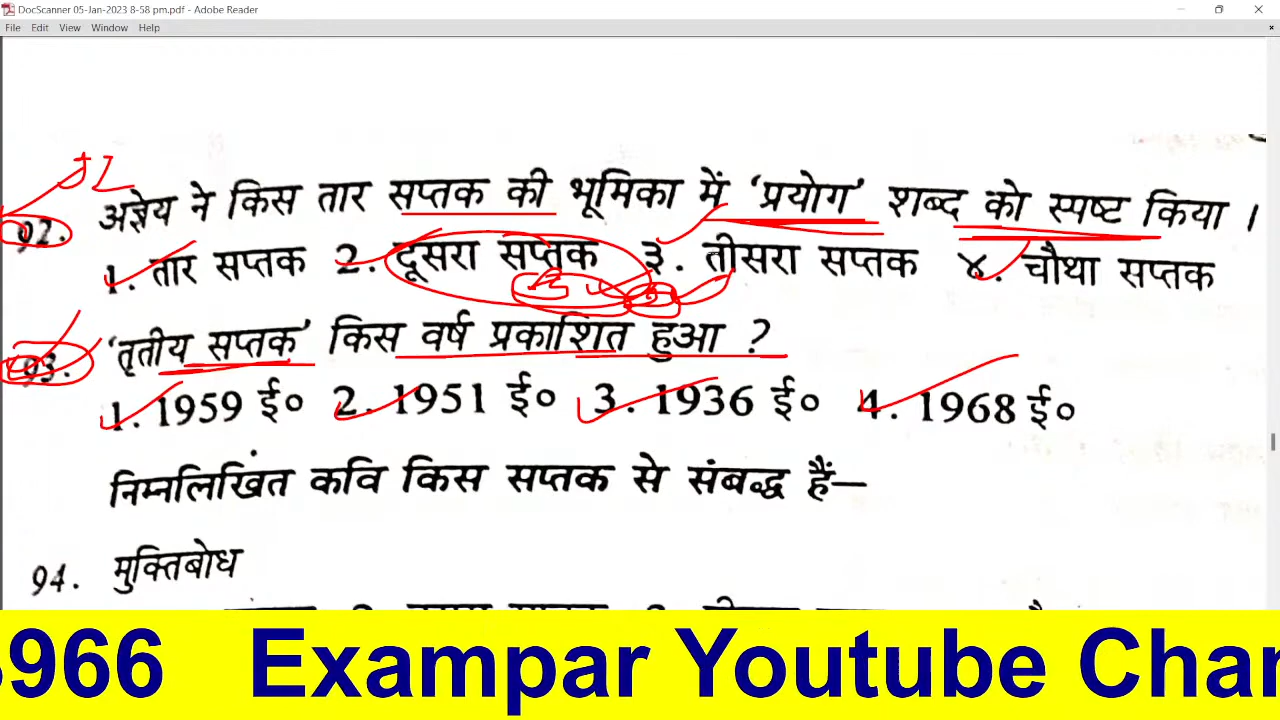 DocScanner 05-Jan-2023 8-58 pm.pdf - Adobe Reader
File Edit View Window Help
92. अज्ञेय ने किस तार सप्तक की भूमिका में ‘प्रयोग’ शब्द को स्पष्ट किया ।
1. तार सप्तक 2. दूसरा सप्तक ३. तीसरा सप्तक ४. चौथा सप्तक
93. ‘तृतीय सप्तक’ किस वर्ष प्रकाशित हुआ ?
1. 1959 ई० 2. 1951 ई० 3. 1936 ई० 4. 1968 ई०
निम्नलिखित कवि किस सप्तक से संबद्ध हैं—
94. मुक्तिबोध
966 Exampar Youtube Chan